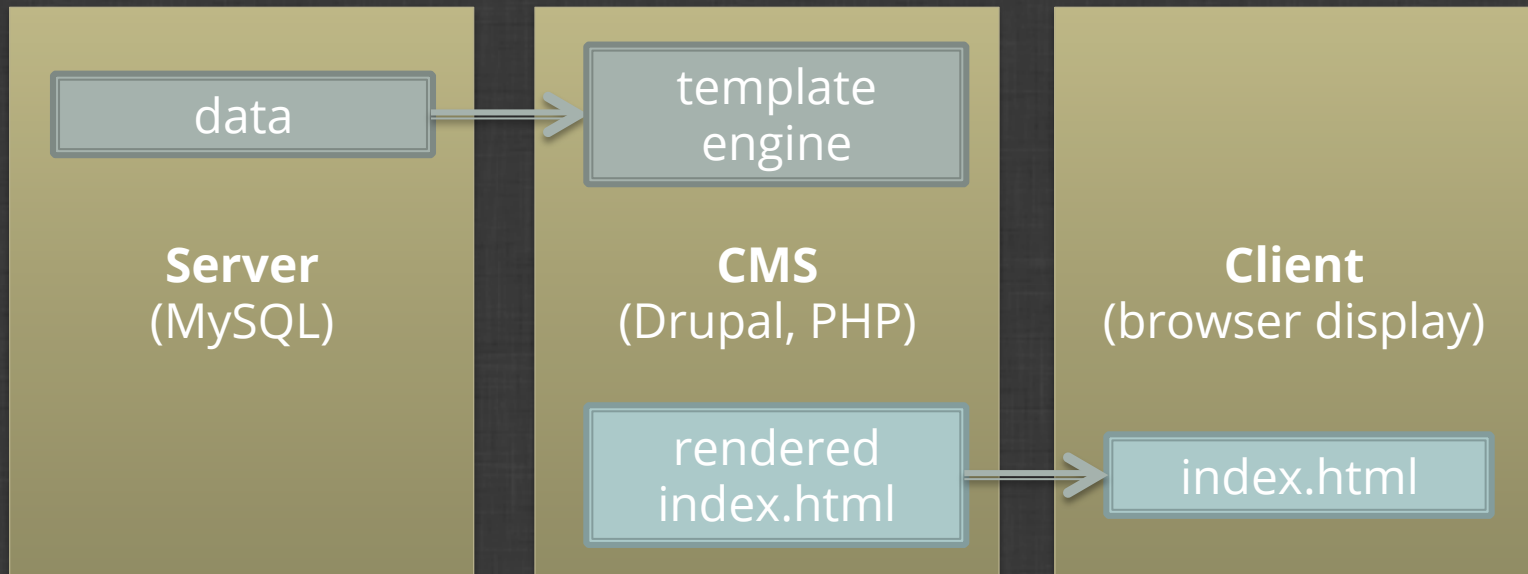 data
template
engine
Server
(MySQL)
CMS
(Drupal, PHP)
Client
(browser display)
rendered
index.html
index.html